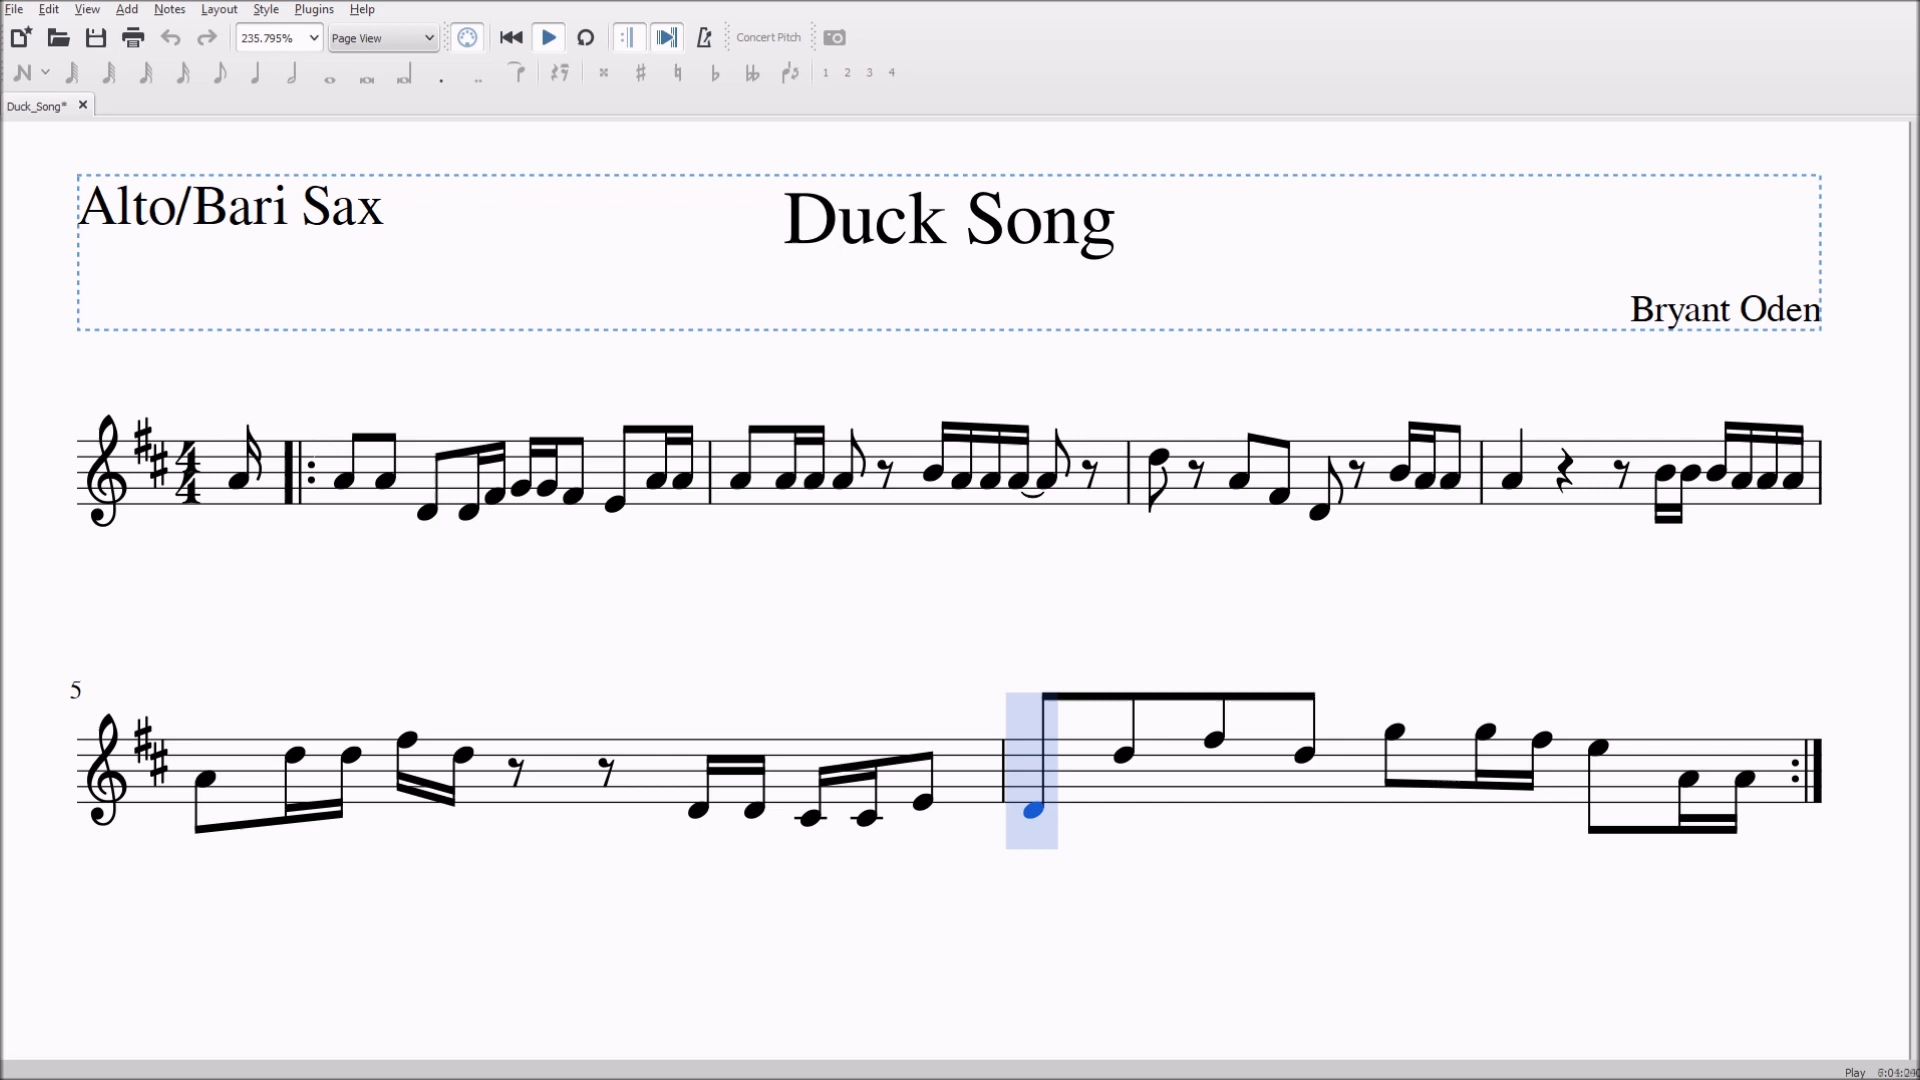 File Edit View Add Notes Layout Style Plugins Help
235.795% Page View Concert Pitch
1 2 3 4
Duck_Song*
Alto/Bari Sax
Duck Song
Bryant Oden
5
Play